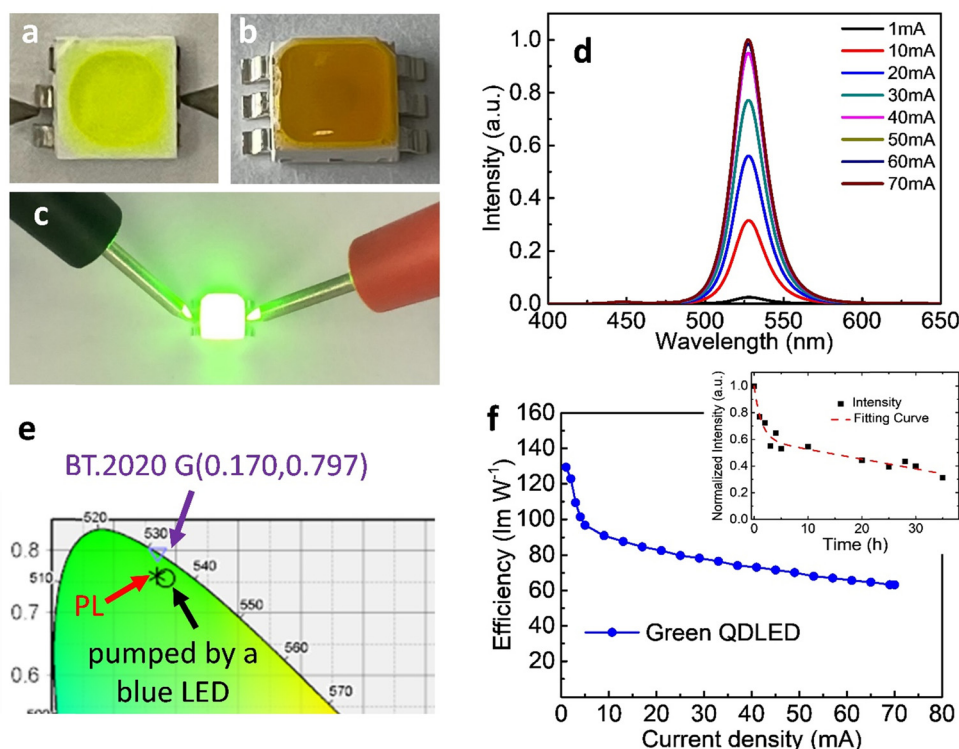 a
b
c
d
Intensity (a.u.)
1.0
0.8
0.6
0.4
0.2
0.0
400 450 500 550 600 650
Wavelength (nm)
1mA
10mA
20mA
30mA
40mA
50mA
60mA
70mA
e
BT.2020 G(0.170,0.797)
520
530
540
550
560
570
510
0.8
0.7
0.6
PL
pumped by a
blue LED
f
Efficiency (lm W⁻¹)
160
140
120
100
80
60
40
20
0 10 20 30 40 50 60 70 80
Current density (mA)
Green QDLED
Normalized Intensity (a.u.)
1.0
0.8
0.6
0.4
0.2
0.0
0 10 20 30
Time (h)
Intensity
Fitting Curve